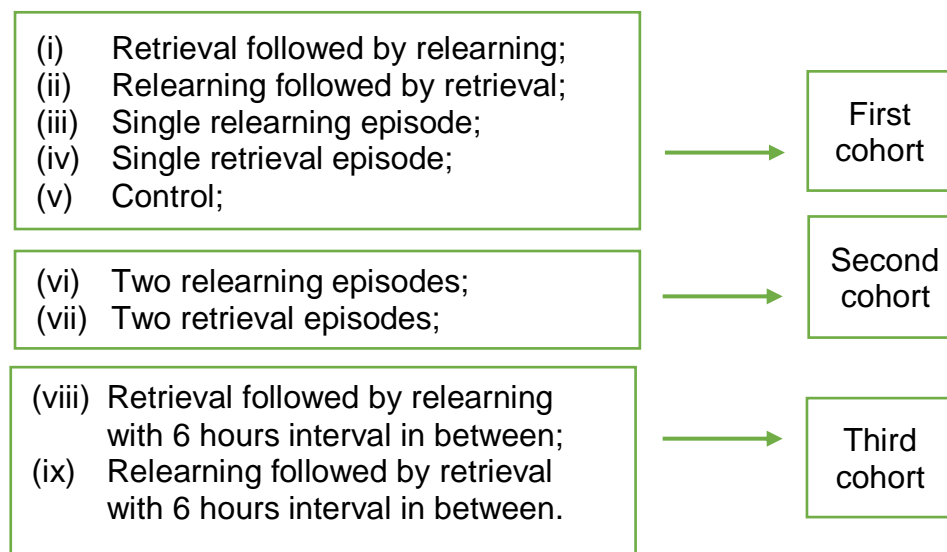 (i) Retrieval followed by relearning;
(ii) Relearning followed by retrieval;
(iii) Single relearning episode;
(iv) Single retrieval episode;
(v) Control;
First
cohort
(vi) Two relearning episodes;
(vii) Two retrieval episodes;
Second
cohort
(viii) Retrieval followed by relearning
with 6 hours interval in between;
(ix) Relearning followed by retrieval
with 6 hours interval in between.
Third
cohort